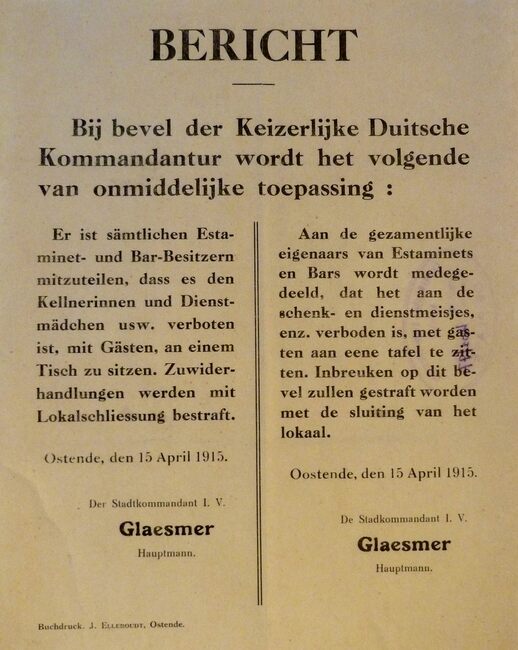 BERICHT
Bij bevel der Keizerlijke Duitsche
Kommandantur wordt het volgende
van onmiddelijke toepassing :
Er ist sämtlichen Esta-
minet- und Bar-Besitzern
mitzuteilen, dass es den
Kellnerinnen und Dienst-
mädchen usw. verboten
ist, mit Gästen, an einem
Tisch zu sitzen. Zuwider-
handlungen werden mit
Lokalschliessung bestraft.
Ostende, den 15 April 1915.
Der Stadtkommandant I. V.
Glaesmer
Hauptmann.
Aan de gezamentlijke
eigenaars van Estaminets
en Bars wordt medege-
deeld, dat het aan de
schenk- en dienstmeisjes,
enz. verboden is, met gas-
ten aan eene tafel te zit-
ten. Inbreuken op dit be-
vel zullen gestraft worden
met de sluiting van het
lokaal.
Oostende, den 15 April 1915.
De Stadkommandant I. V.
Glaesmer
Hauptmann.
Buchdruck. J. Elleboudt, Ostende.